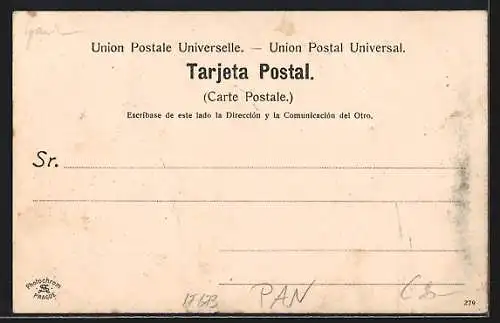 Union Postale Universelle. — Union Postal Universal.
Tarjeta Postal.
(Carte Postale.)
Escríbase de este lado la Dirección y la Comunicación del Otro.
Sr.
Photochrom
PRAGUE
PAN
279